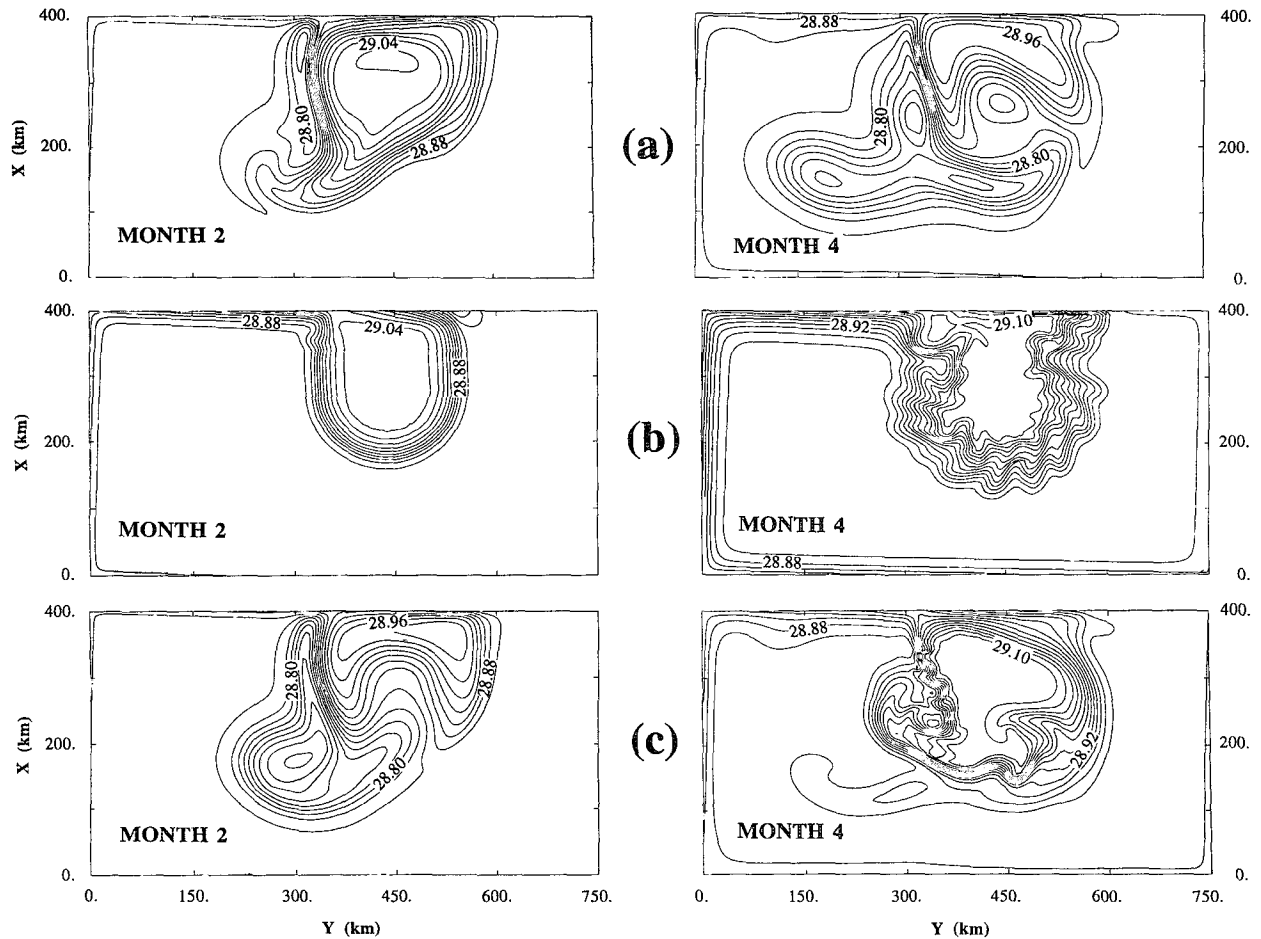 400. 29.04 28.88 28.96 400.
X (km) 28.80 (a) 28.80
200. 28.88 28.80 200.
MONTH 2 MONTH 4
0. 0.
400. 28.88 29.04 28.92 29.10 400.
X (km) 28.88 (b)
200. 200.
MONTH 2 MONTH 4
0. 28.88 0.
400. 28.96 28.88 29.10 400.
X (km) 28.80 28.88 (c)
200. 28.80 28.92 200.
MONTH 2 MONTH 4
0. 0.
0. 150. 300. 450. 600. 750. 0. 150. 300. 450. 600. 750.
Y (km) Y (km)